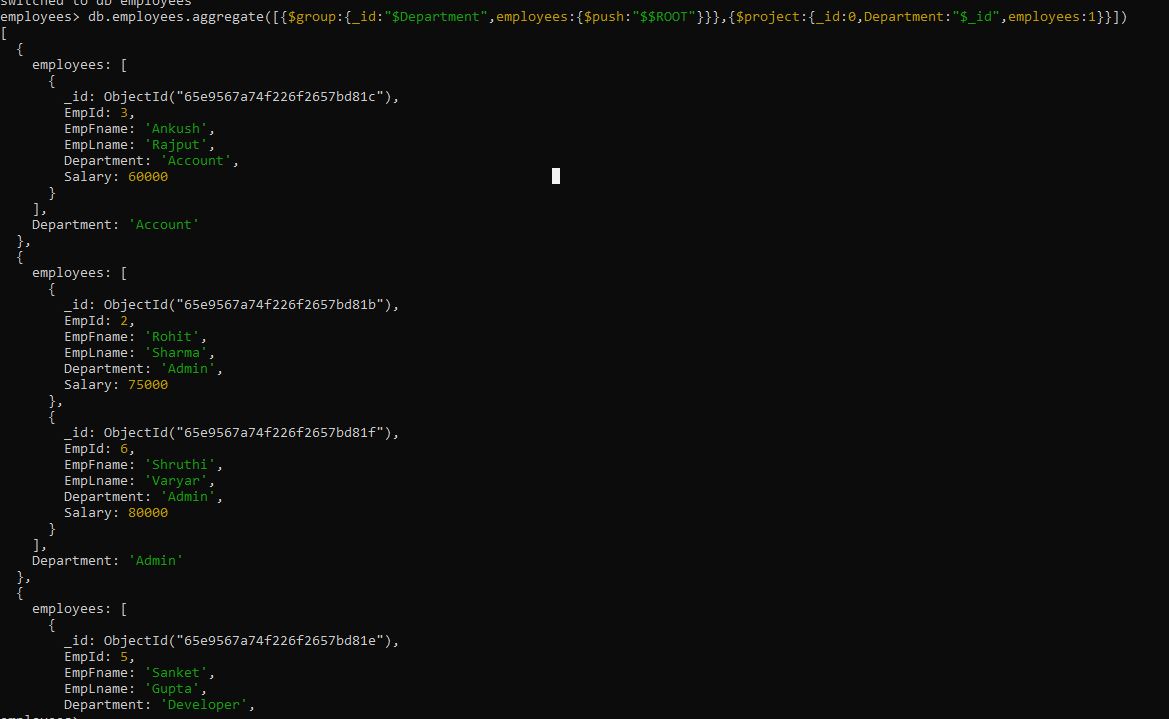 switched to db employees
employees> db.employees.aggregate([{$group:{_id:"$Department",employees:{$push:"$$ROOT"}}},{$project:{_id:0,Department:"$_id",employees:1}}])
[
  {
    employees: [
      {
        _id: ObjectId("65e9567a74f226f2657bd81c"),
        EmpId: 3,
        EmpFname: 'Ankush',
        EmpLname: 'Rajput',
        Department: 'Account',
        Salary: 60000
      }
    ],
    Department: 'Account'
  },
  {
    employees: [
      {
        _id: ObjectId("65e9567a74f226f2657bd81b"),
        EmpId: 2,
        EmpFname: 'Rohit',
        EmpLname: 'Sharma',
        Department: 'Admin',
        Salary: 75000
      },
      {
        _id: ObjectId("65e9567a74f226f2657bd81f"),
        EmpId: 6,
        EmpFname: 'Shruthi',
        EmpLname: 'Varyar',
        Department: 'Admin',
        Salary: 80000
      }
    ],
    Department: 'Admin'
  },
  {
    employees: [
      {
        _id: ObjectId("65e9567a74f226f2657bd81e"),
        EmpId: 5,
        EmpFname: 'Sanket',
        EmpLname: 'Gupta',
        Department: 'Developer',
employees>